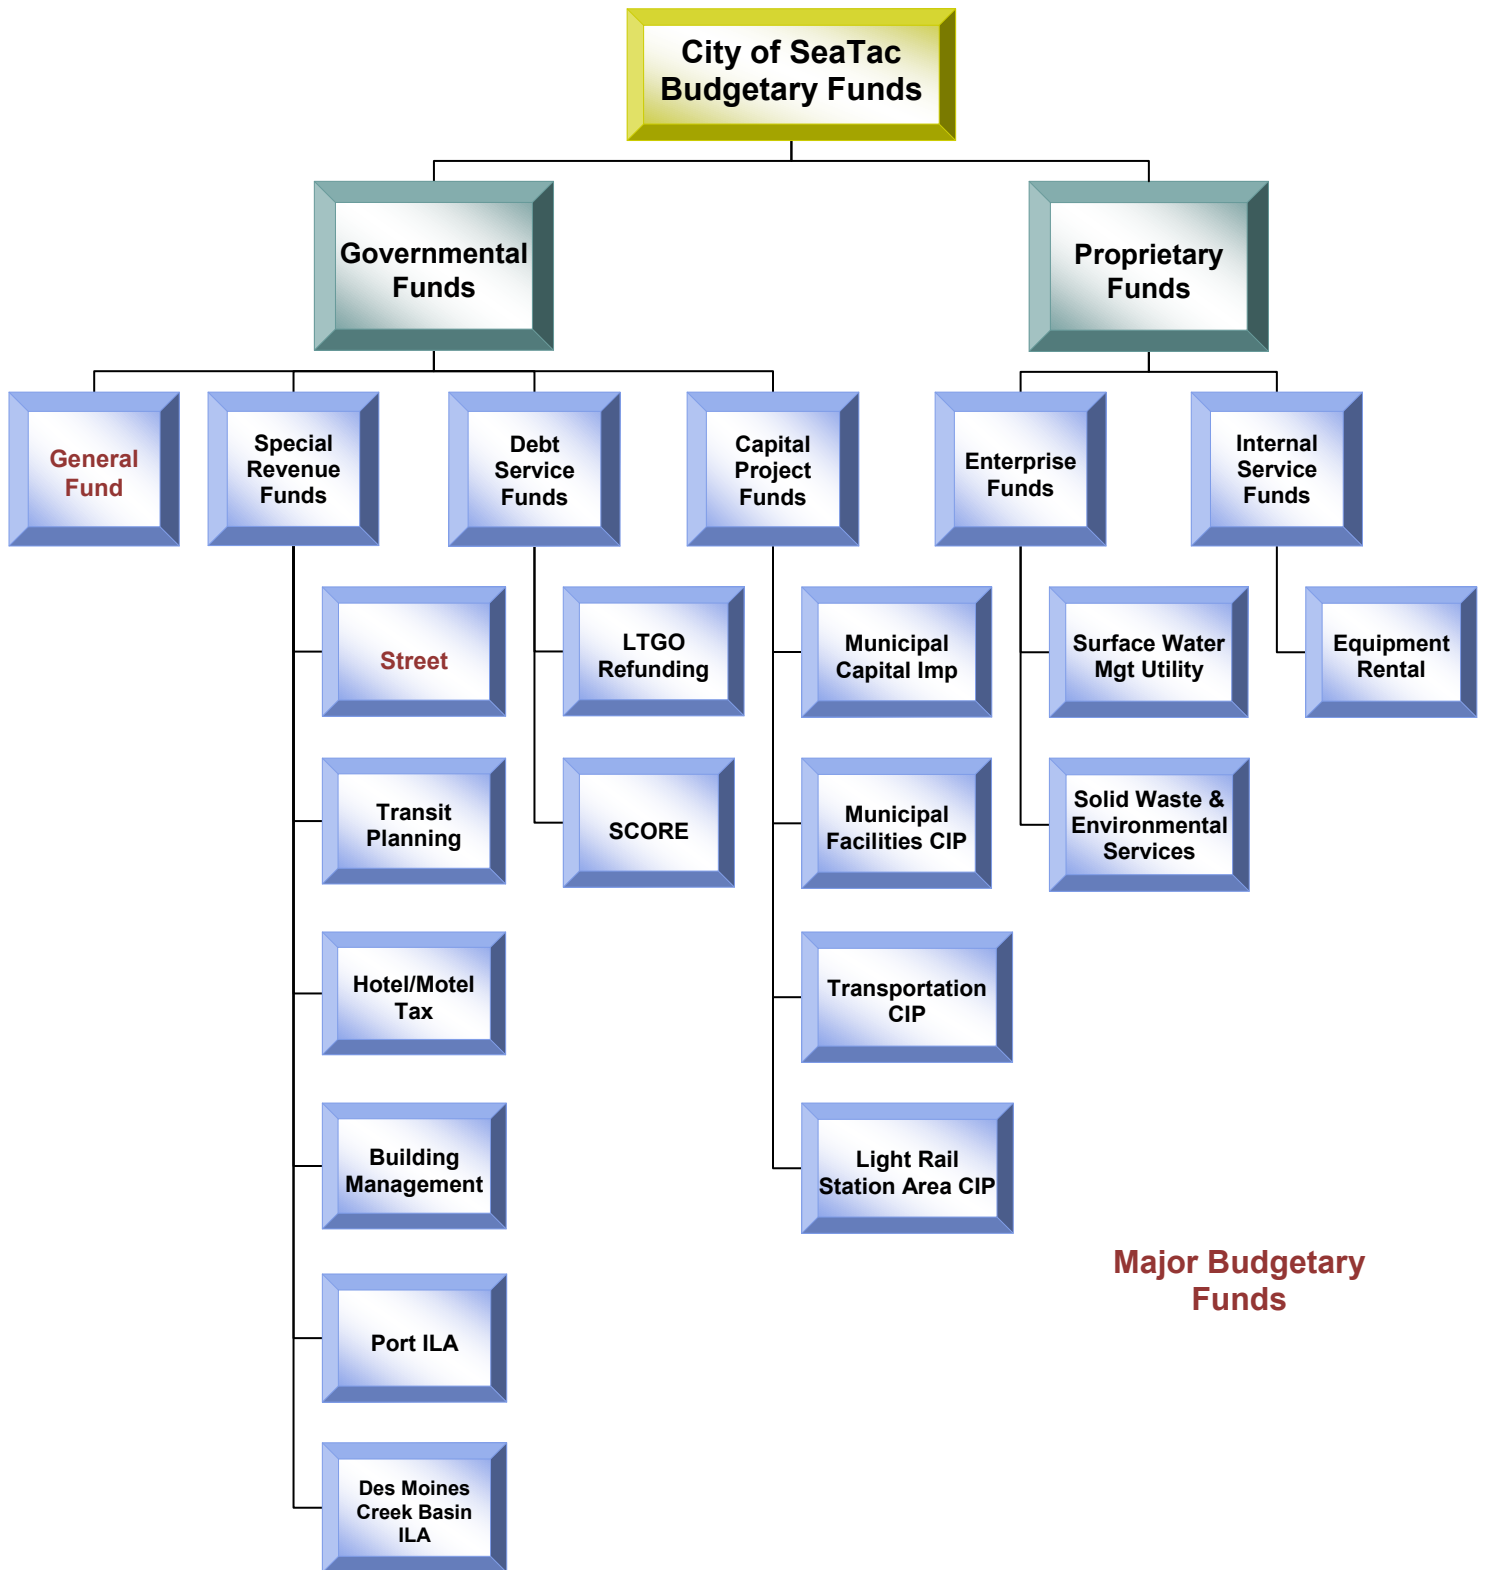 City of SeaTac
Budgetary Funds
Governmental
Funds
Proprietary
Funds
General
Fund
Special
Revenue
Funds
Debt
Service
Funds
Capital
Project
Funds
Enterprise
Funds
Internal
Service
Funds
Street
LTGO
Refunding
Municipal
Capital Imp
Surface Water
Mgt Utility
Equipment
Rental
Transit
Planning
SCORE
Municipal
Facilities CIP
Solid Waste &
Environmental
Services
Hotel/Motel
Tax
Transportation
CIP
Building
Management
Light Rail
Station Area CIP
Major Budgetary
Funds
Port ILA
Des Moines
Creek Basin
ILA